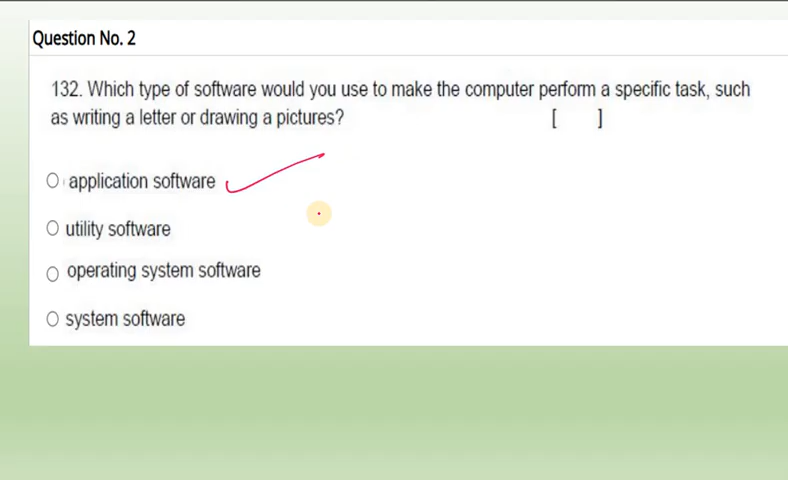 Question No. 2
132. Which type of software would you use to make the computer perform a specific task, such
as writing a letter or drawing a pictures? [ ]
application software
utility software
operating system software
system software